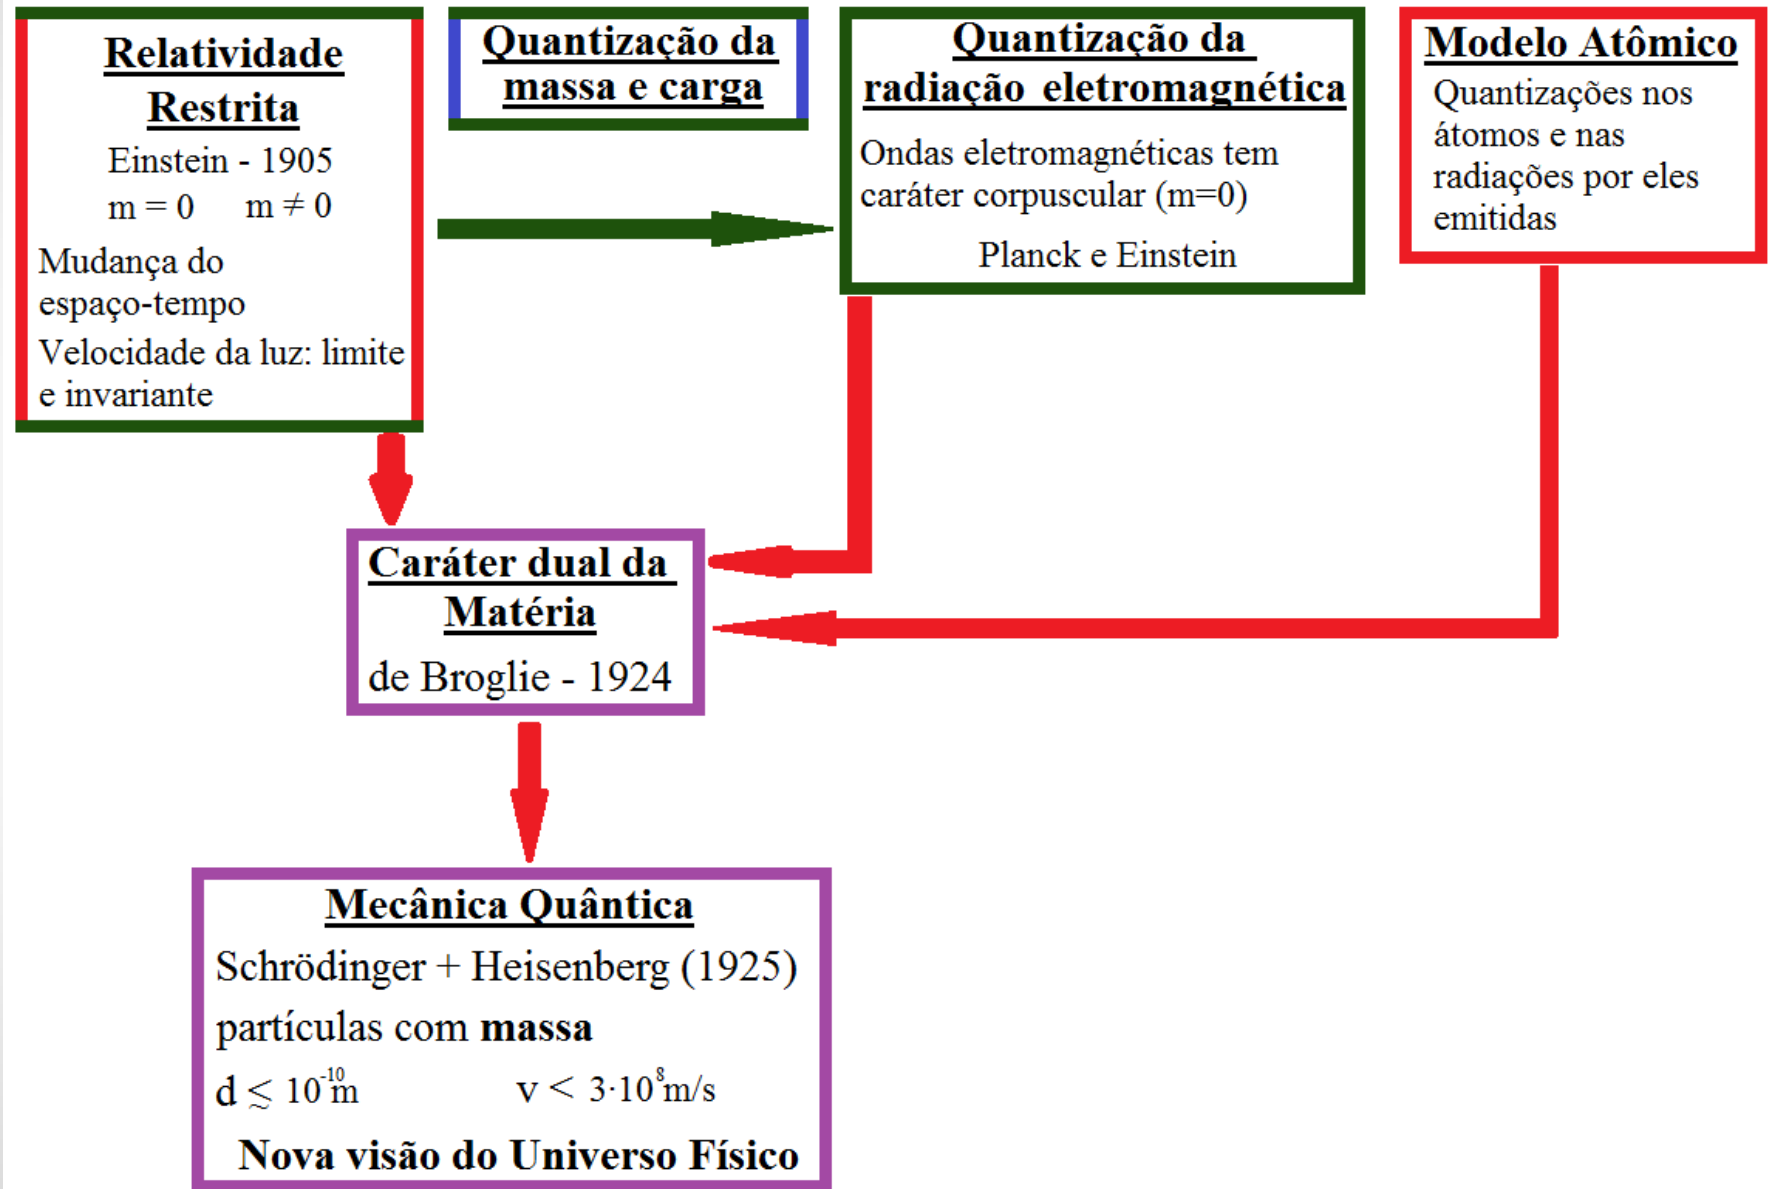 Relatividade
Restrita
Einstein - 1905
m = 0 m ≠ 0
Mudança do
espaço-tempo
Velocidade da luz: limite
e invariante
Quantização da
massa e carga
Quantização da
radiação eletromagnética
Ondas eletromagnéticas tem
caráter corpuscular (m=0)
Planck e Einstein
Modelo Atômico
Quantizações nos
átomos e nas
radiações por eles
emitidas
Caráter dual da
Matéria
de Broglie - 1924
Mecânica Quântica
Schrödinger + Heisenberg (1925)
partículas com massa
d ≲ 10⁻¹⁰m v < 3·10⁸m/s
Nova visão do Universo Físico